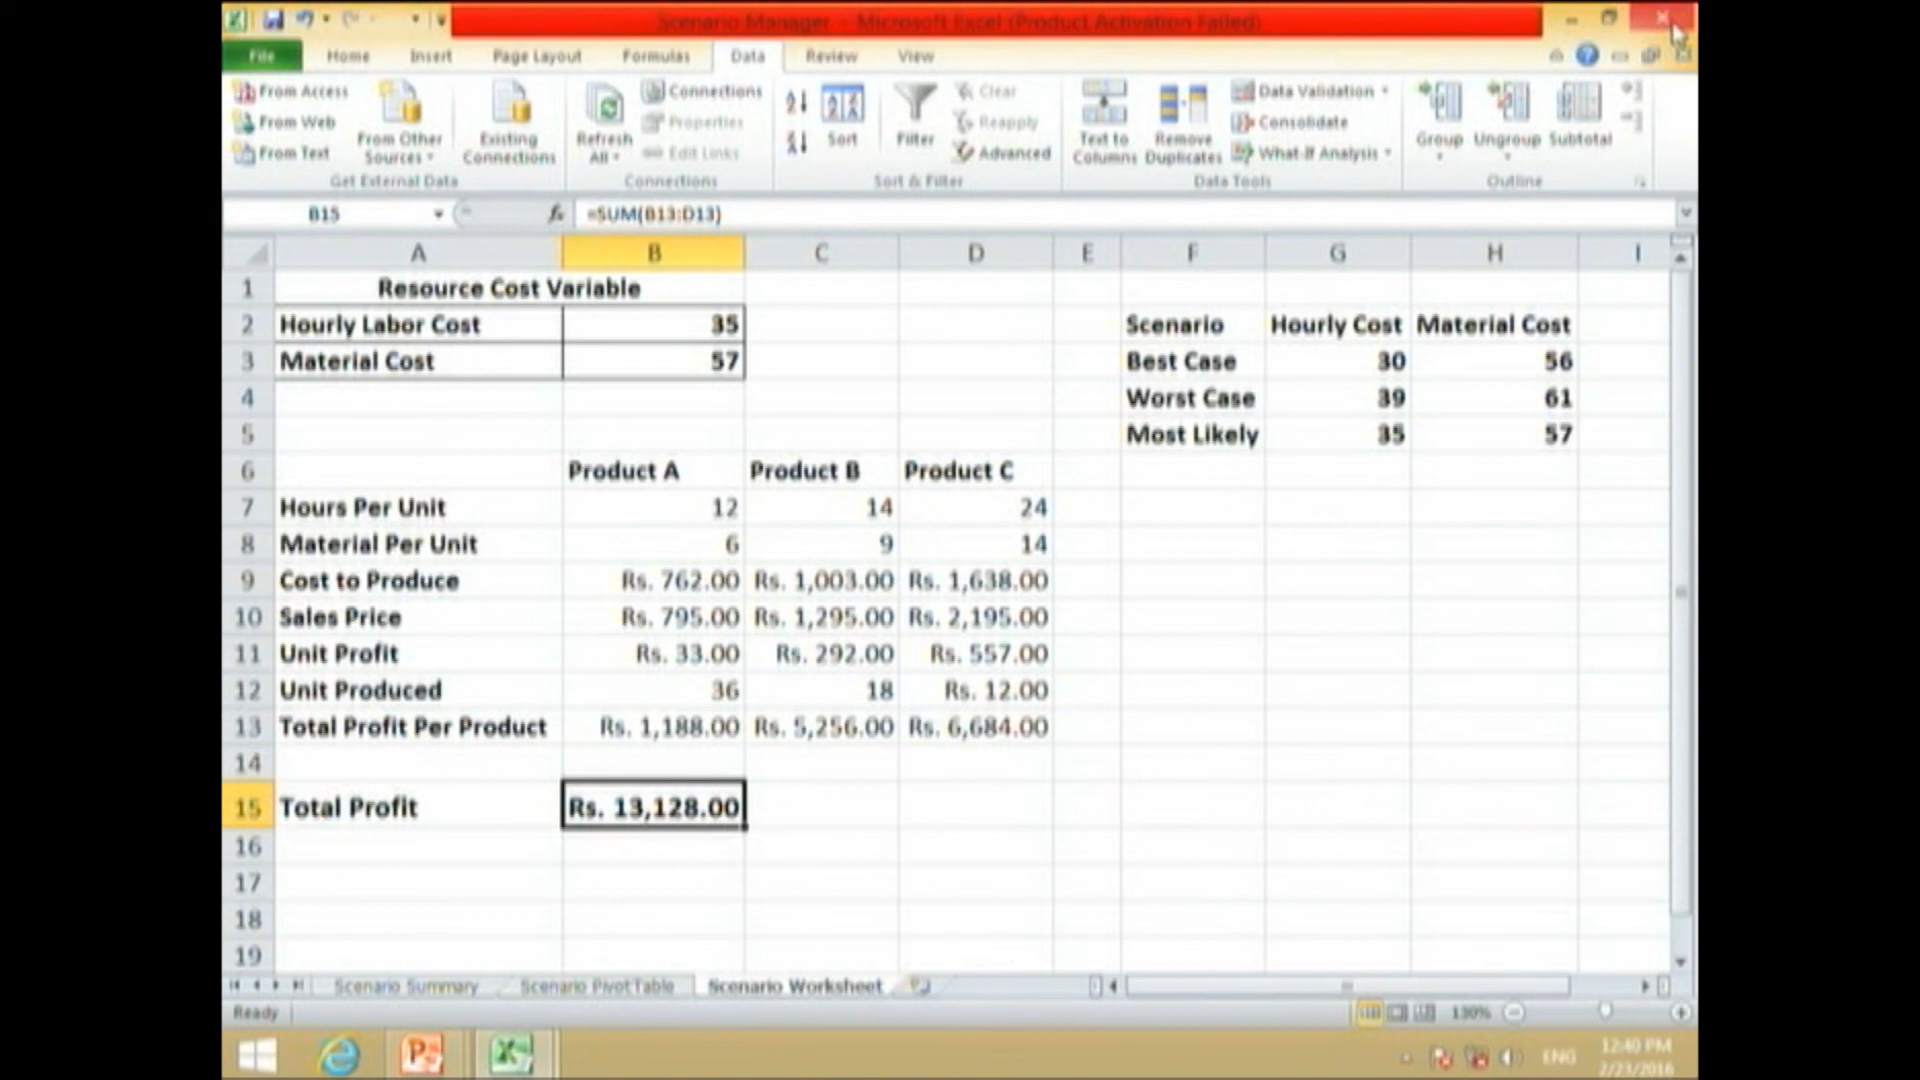 Scenario Manager - Microsoft Excel (Product Activation Failed)
File Home Insert Page Layout Formulas Data Review View
From Access
From Web
From Text
From Other Sources
Existing Connections
Get External Data
Refresh All
Connections
Properties
Edit Links
Connections
Sort
Filter
Clear
Reapply
Advanced
Sort & Filter
Text to Columns
Remove Duplicates
Data Validation
Consolidate
What-If Analysis
Data Tools
Group
Ungroup
Subtotal
Outline
B15 fx =SUM(B13:D13)
A B C D E F G H I
1 Resource Cost Variable
2 Hourly Labor Cost 35 Scenario Hourly Cost Material Cost
3 Material Cost 57 Best Case 30 56
4 Worst Case 39 61
5 Most Likely 35 57
6 Product A Product B Product C
7 Hours Per Unit 12 14 24
8 Material Per Unit 6 9 14
9 Cost to Produce Rs. 762.00 Rs. 1,003.00 Rs. 1,638.00
10 Sales Price Rs. 795.00 Rs. 1,295.00 Rs. 2,195.00
11 Unit Profit Rs. 33.00 Rs. 292.00 Rs. 557.00
12 Unit Produced 36 18 Rs. 12.00
13 Total Profit Per Product Rs. 1,188.00 Rs. 5,256.00 Rs. 6,684.00
14
15 Total Profit Rs. 13,128.00
16
17
18
19
Scenario Summary Scenario PivotTable Scenario Worksheet
Ready 130%
ENG 12:40 PM
2/23/2016